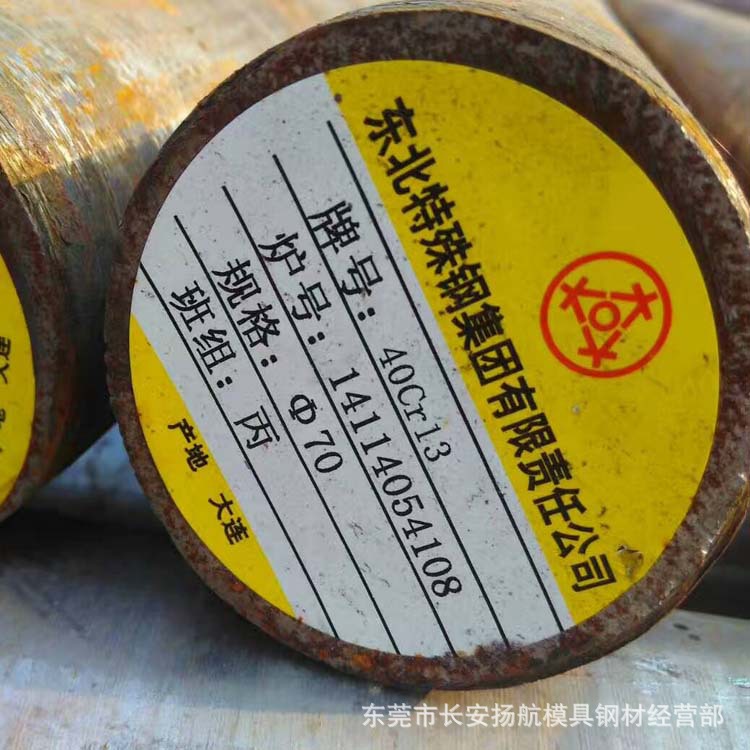 东北特殊钢集团有限责任公司
牌号：40Cr13
炉号：14114054108
规格：Φ70
班组：丙
产地 大连
东莞市长安扬航模具钢材经营部